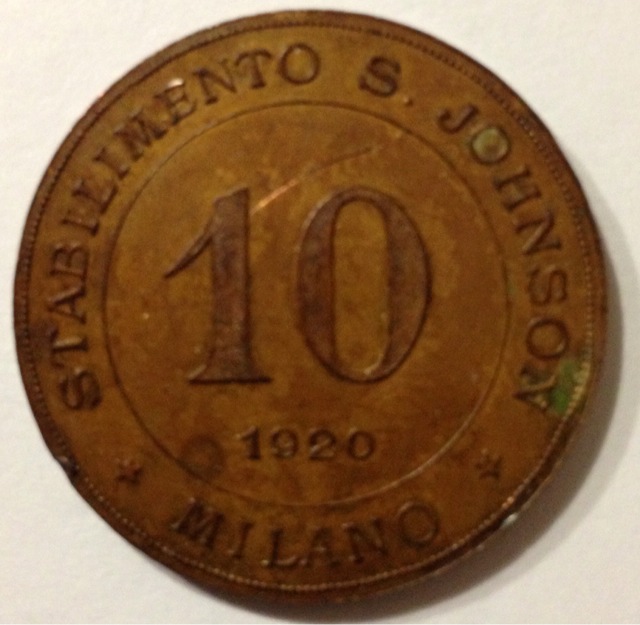 STABILIMENTO S. JOHNSON
10
1920
MILANO